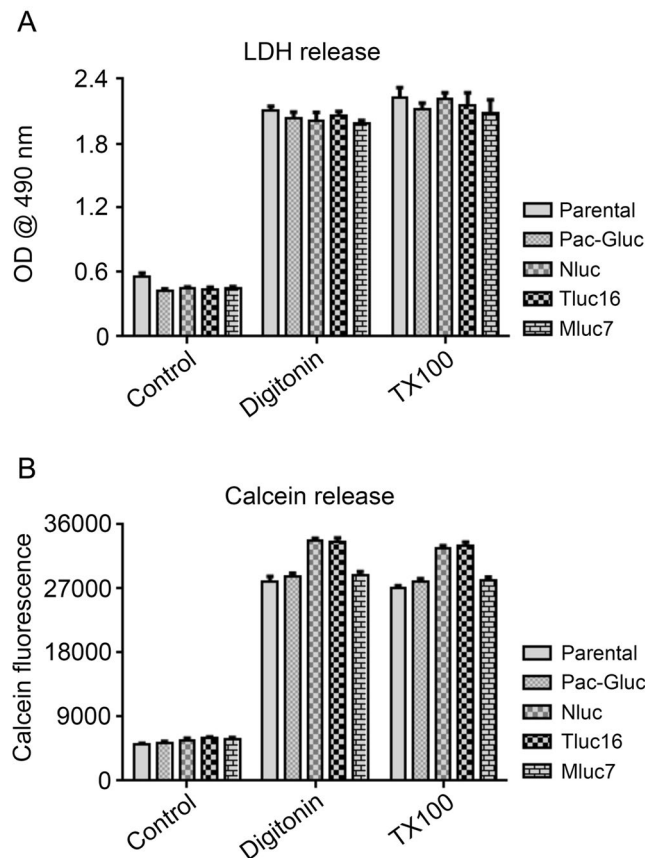 A
LDH release
OD @ 490 nm
2.4
1.8
1.2
0.6
0
Control
Digitonin
TX100
Parental
Pac-Gluc
Nluc
Tluc16
Mluc7
B
Calcein release
Calcein fluorescence
36000
27000
18000
9000
0
Control
Digitonin
TX100
Parental
Pac-Gluc
Nluc
Tluc16
Mluc7